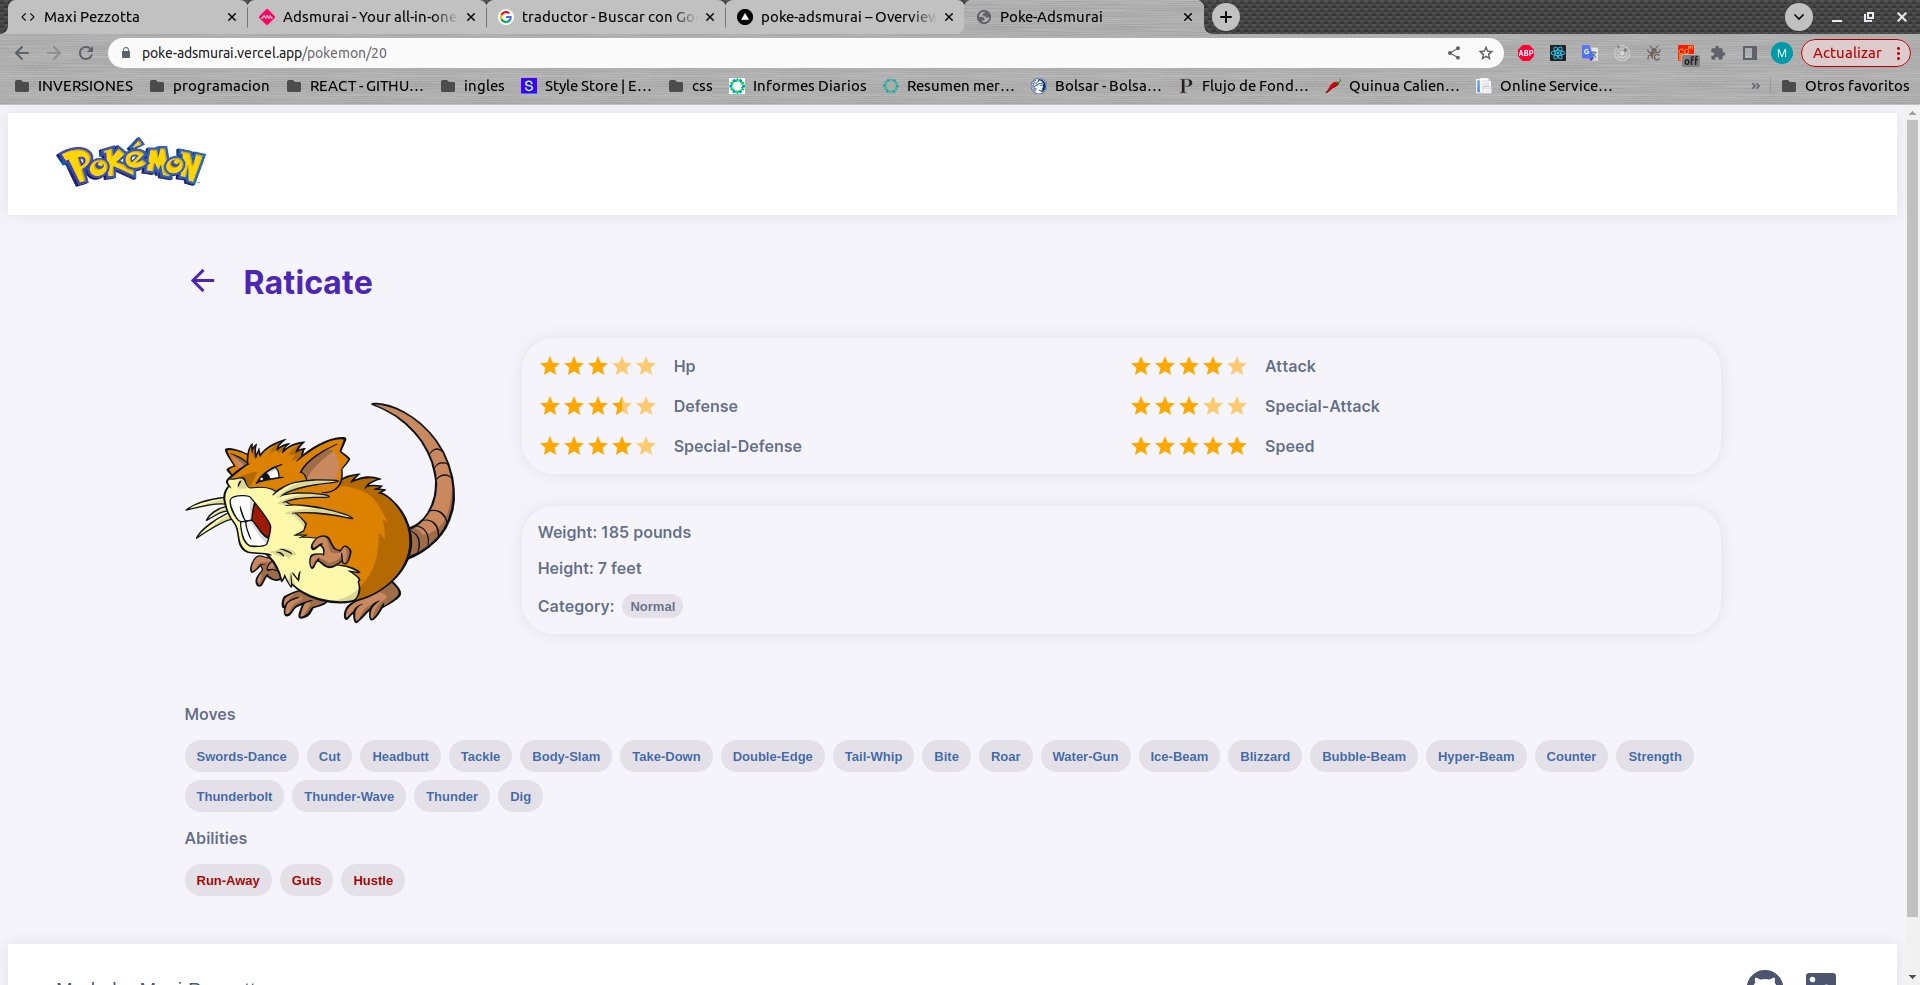 Maxi Pezzotta
Adsmurai - Your all-in-one
traductor - Buscar con Go
poke-adsmurai – Overview
Poke-Adsmurai
poke-adsmurai.vercel.app/pokemon/20
ABP
off
M
Actualizar
INVERSIONES
programacion
REACT - GITHU...
ingles
S
Style Store | E...
css
Informes Diarios
Resumen mer...
Bolsar - Bolsa...
P
Flujo de Fond...
Quinua Calien...
Online Service...
»
Otros favoritos
POKéMON
Raticate
Hp
Attack
Defense
Special-Attack
Special-Defense
Speed
Weight: 185 pounds
Height: 7 feet
Category: Normal
Moves
Swords-Dance Cut Headbutt Tackle Body-Slam Take-Down Double-Edge Tail-Whip Bite Roar Water-Gun Ice-Beam Blizzard Bubble-Beam Hyper-Beam Counter Strength
Thunderbolt Thunder-Wave Thunder Dig
Abilities
Run-Away Guts Hustle